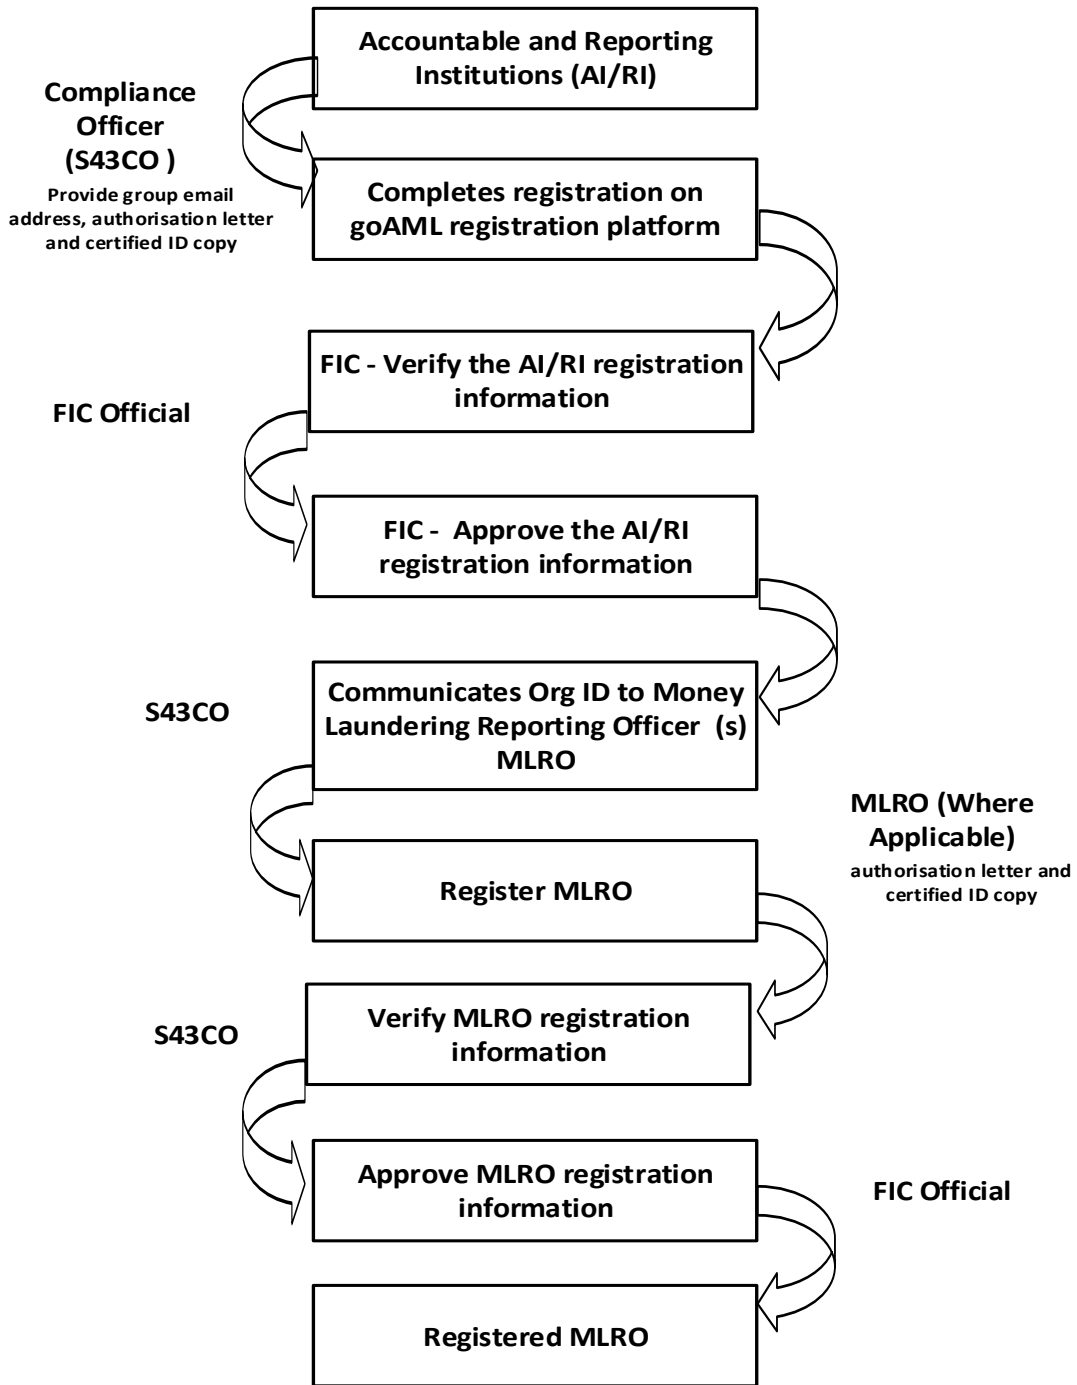 Accountable and Reporting
Institutions (AI/RI)
Compliance
Officer
(S43CO )
Provide group email
address, authorisation letter
and certified ID copy
Completes registration on
goAML registration platform
FIC - Verify the AI/RI registration
information
FIC Official
FIC -  Approve the AI/RI
registration information
S43CO
Communicates Org ID to Money
Laundering Reporting Officer  (s)
MLRO
MLRO (Where
Applicable)
authorisation letter and
certified ID copy
Register MLRO
S43CO
Verify MLRO registration
information
Approve MLRO registration
information
FIC Official
Registered MLRO